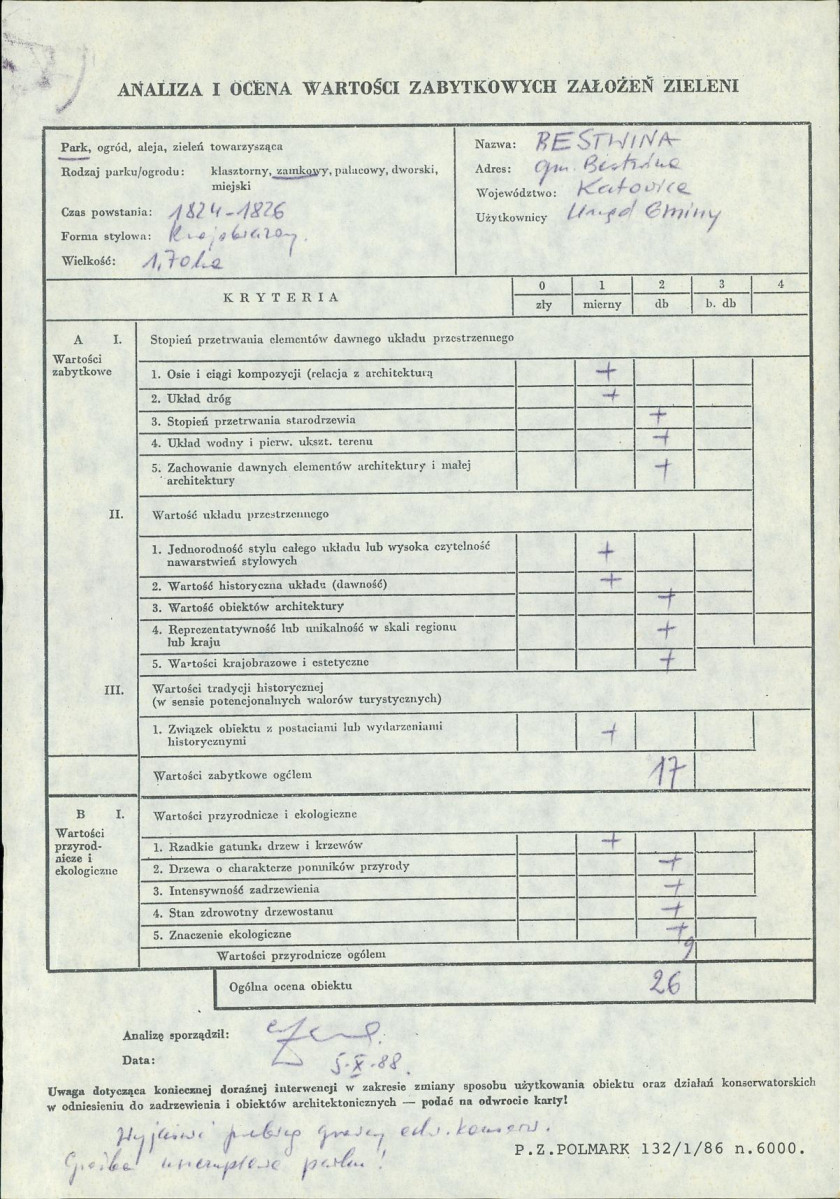 ANALIZA I OCENA WARTOŚCI ZABYTKOWYCH ZAŁOŻEŃ ZIELENI
Park, ogród, aleja, zieleń towarzysząca
Rodzaj parku/ogrodu: klasztorny, zamkowy, pałacowy, dworski,
miejski
Czas powstania: 1824-1826
Forma stylowa: Krajobrazowy.
Wielkość: 1,70 ha
Nazwa: BESTWINA
Adres: gm. Bestwina
Województwo: Katowice
Użytkownicy Urząd Gminy
KRYTERIA
0 1 2 3 4
zły mierny db b. db
A I. Stopień przetrwania elementów dawnego układu przestrzennego
Wartości
zabytkowe
1. Osie i ciągi kompozycji (relacja z architekturą +
2. Układ dróg +
3. Stopień przetrwania starodrzewia +
4. Układ wodny i pierw. ukszt. terenu +
5. Zachowanie dawnych elementów architektury i małej +
architektury
II. Wartość układu przestrzennego
1. Jednorodność stylu całego układu lub wysoka czytelność +
nawarstwień stylowych
2. Wartość historyczna układu (dawność) +
3. Wartość obiektów architektury +
4. Reprezentatywność lub unikalność w skali regionu +
lub kraju
5. Wartości krajobrazowe i estetyczne +
III. Wartości tradycji historycznej
(w sensie potencjonalnych walorów turystycznych)
1. Związek obiektu z postaciami lub wydarzeniami +
historycznymi
Wartości zabytkowe ogółem 17
B I. Wartości przyrodnicze i ekologiczne
Wartości
przyrod-
nicze i
ekologiczne
1. Rzadkie gatunki drzew i krzewów +
2. Drzewa o charakterze pomników przyrody +
3. Intensywność zadrzewienia +
4. Stan zdrowotny drzewostanu +
5. Znaczenie ekologiczne +
Wartości przyrodnicze ogółem 9
Ogólna ocena obiektu 26
Analizę sporządził:
Data: 5-X-88.
Uwaga dotycząca koniecznej doraźnej interwencji w zakresie zmiany sposobu użytkowania obiektu oraz działań konserwatorskich
w odniesieniu do zadrzewienia i obiektów architektonicznych — podać na odwrocie karty!
Wyjaśnić przebieg granicy
Groźba parku!
P.Z.POLMARK 132/1/86 n.6000.